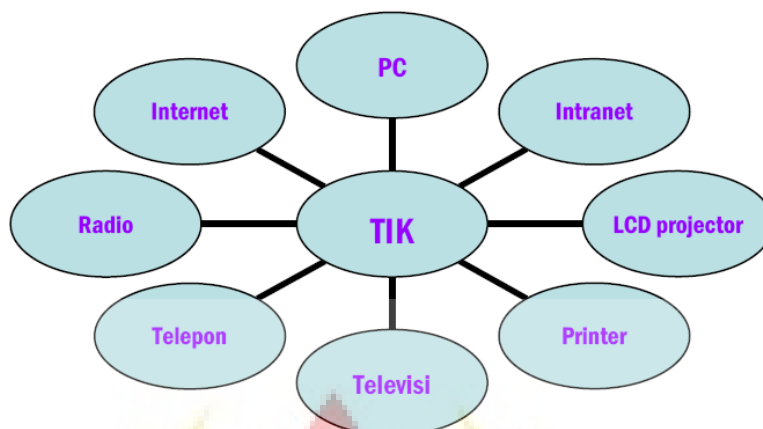 PC
Internet
Intranet
Radio
TIK
LCD projector
Telepon
Printer
Televisi